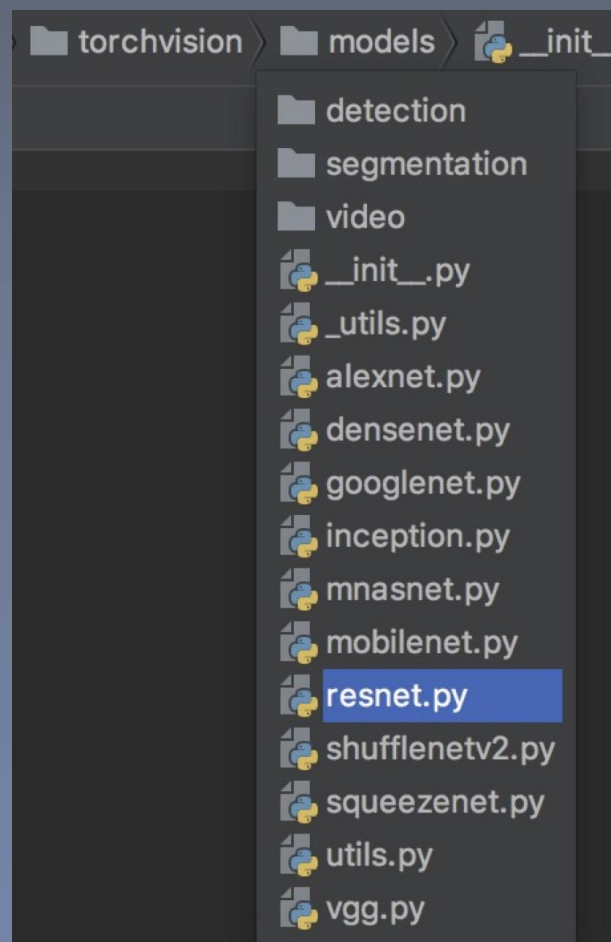 torchvision models __init_
detection
segmentation
video
__init__.py
_utils.py
alexnet.py
densenet.py
googlenet.py
inception.py
mnasnet.py
mobilenet.py
resnet.py
shufflenetv2.py
squeezenet.py
utils.py
vgg.py